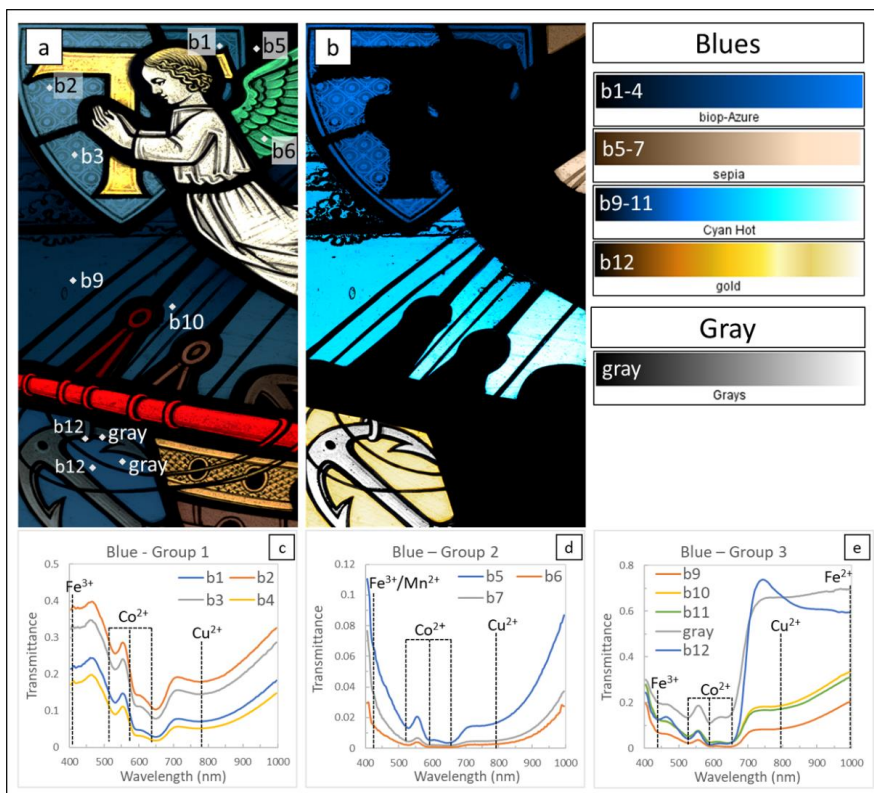 a
b1
b5
b2
b3
b6
b9
b10
b12
gray
b12
gray
b
Blues
b1-4
biop-Azure
b5-7
sepia
b9-11
Cyan Hot
b12
gold
Gray
gray
Grays
Blue - Group 1
c
Fe3+
b1
b2
b3
b4
Co2+
Cu2+
Transmittance
0.5
0.4
0.3
0.2
0.1
0
400 500 600 700 800 900 1000
Wavelength (nm)
Blue – Group 2
d
Fe3+/Mn2+
b5
b6
b7
Co2+
Cu2+
Transmittance
0.12
0.1
0.08
0.06
0.04
0.02
0
400 500 600 700 800 900 1000
Wavelength (nm)
Blue – Group 3
e
b9
b10
b11
gray
b12
Fe2+
Cu2+
Fe3+
Co2+
Transmittance
0.8
0.6
0.4
0.2
0
400 500 600 700 800 900 1000
Wavelength (nm)